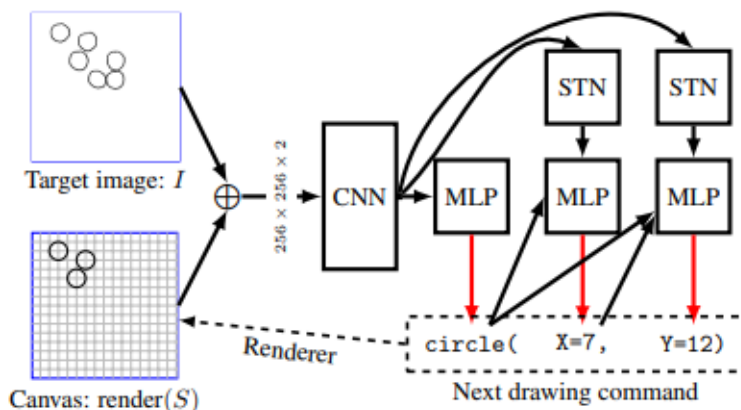 Target image: I
Canvas: render(S)
256 × 256 × 2
CNN
MLP
STN
MLP
STN
MLP
circle( X=7, Y=12)
Renderer
Next drawing command